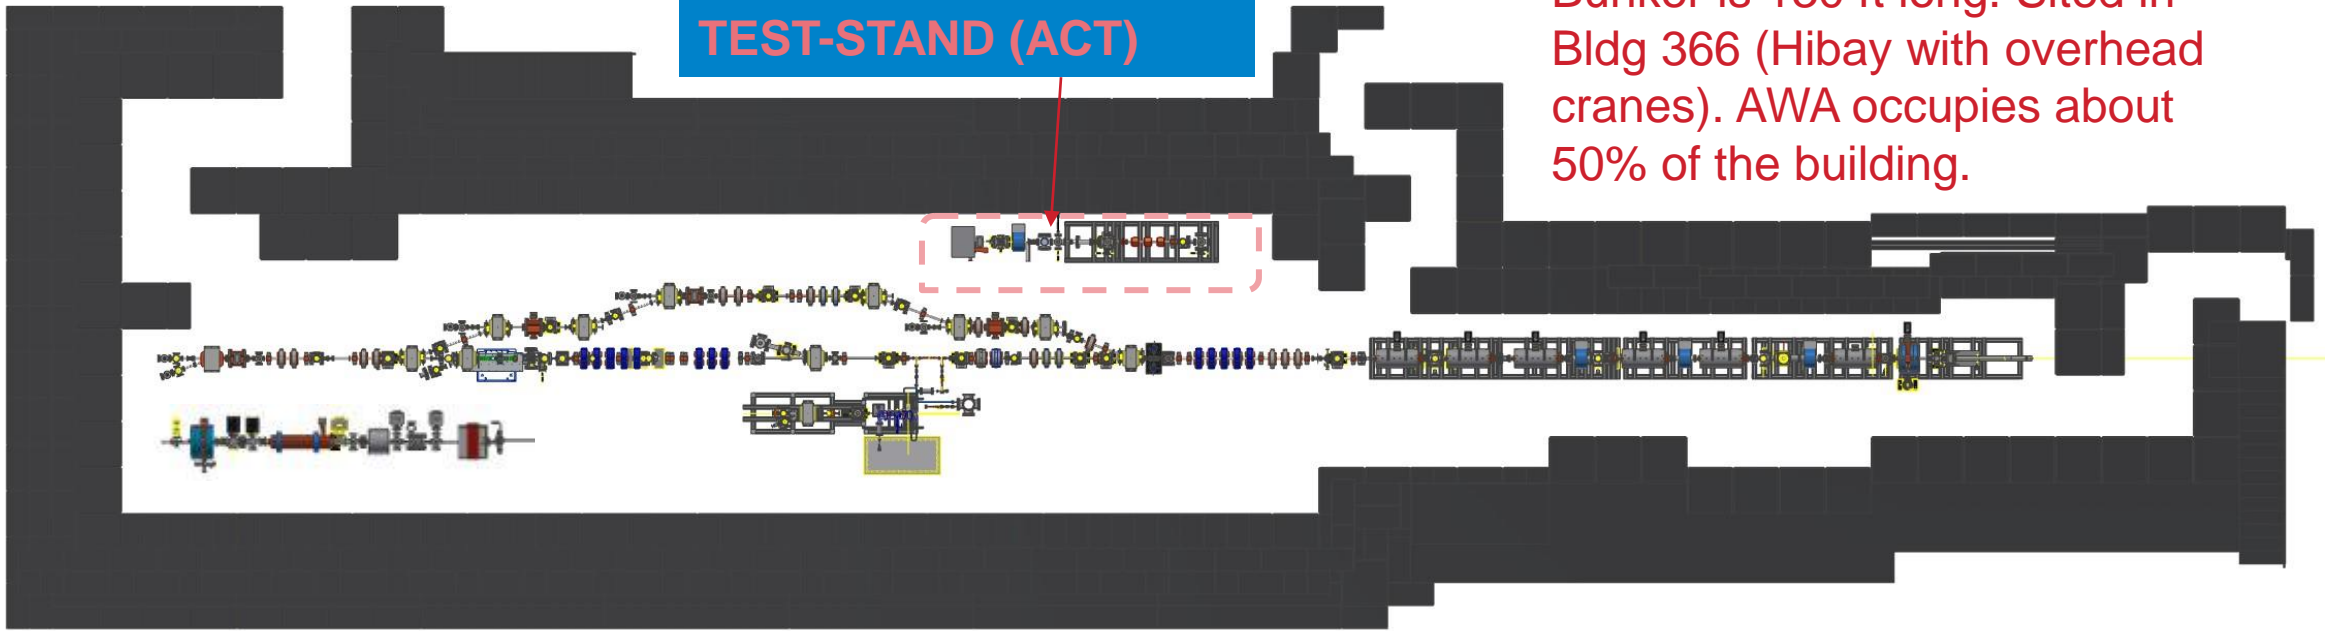 TEST-STAND (ACT)
Bldg 366 (Hibay with overhead
cranes). AWA occupies about
50% of the building.